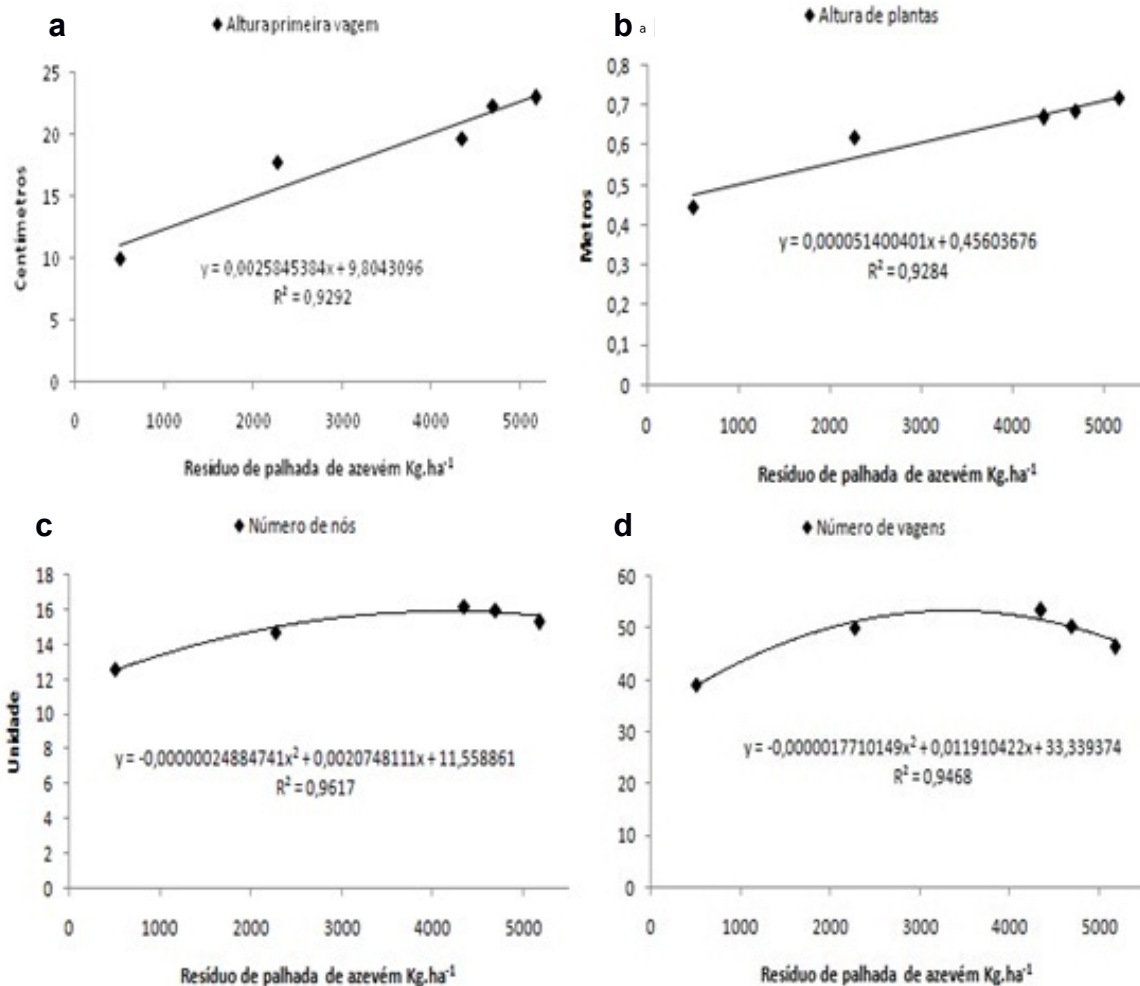 a
◆ Altura primeira vagem
25
20
15
10
5
0
Centímetros
y = 0,0025845384x + 9,8043096
R² = 0,9292
0 1000 2000 3000 4000 5000
Resíduo de palhada de azevém Kg.ha⁻¹
b a
◆ Altura de plantas
0,8
0,7
0,6
0,5
0,4
0,3
0,2
0,1
0
Metros
y = 0,000051400401x + 0,45603676
R² = 0,9284
0 1000 2000 3000 4000 5000
Resíduo de palhada de azevém Kg.ha⁻¹
c
◆ Número de nós
18
16
14
12
10
8
6
4
2
0
Unidade
y = -0,00000024884741x² + 0,0020748111x + 11,558861
R² = 0,9617
0 1000 2000 3000 4000 5000
Resíduo de palhada de azevém Kg.ha⁻¹
d
◆ Número de vagens
60
50
40
30
20
10
0
y = -0,0000017710149x² + 0,011910422x + 33,339374
R² = 0,9468
0 1000 2000 3000 4000 5000
Resíduo de palhada de azevém Kg.ha⁻¹